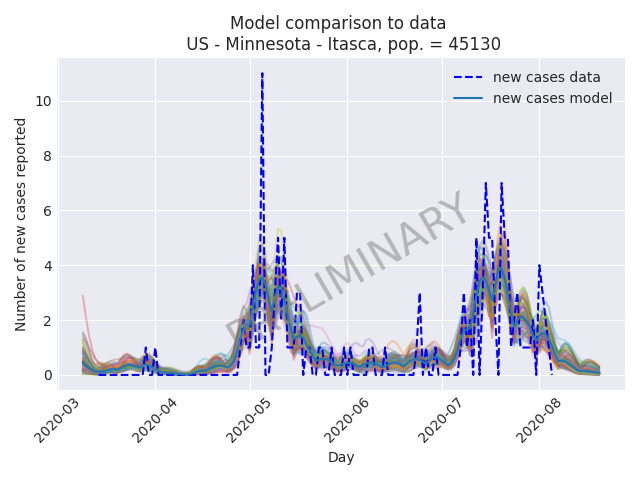 Model comparison to data
US - Minnesota - Itasca, pop. = 45130
new cases data
new cases model
Number of new cases reported
10
8
6
4
2
0
PRELIMINARY
2020-03
2020-04
2020-05
2020-06
2020-07
2020-08
Day